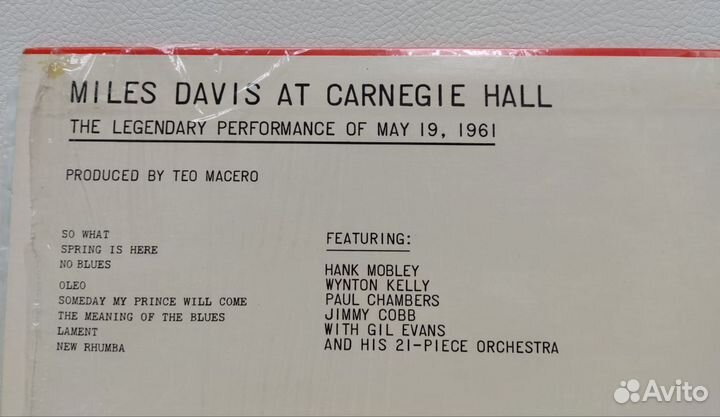 MILES DAVIS AT CARNEGIE HALL
THE LEGENDARY PERFORMANCE OF MAY 19, 1961
PRODUCED BY TEO MACERO
SO WHAT
SPRING IS HERE
NO BLUES
OLEO
SOMEDAY MY PRINCE WILL COME
THE MEANING OF THE BLUES
LAMENT
NEW RHUMBA
FEATURING:
HANK MOBLEY
WYNTON KELLY
PAUL CHAMBERS
JIMMY COBB
WITH GIL EVANS
AND HIS 21-PIECE ORCHESTRA
Avito